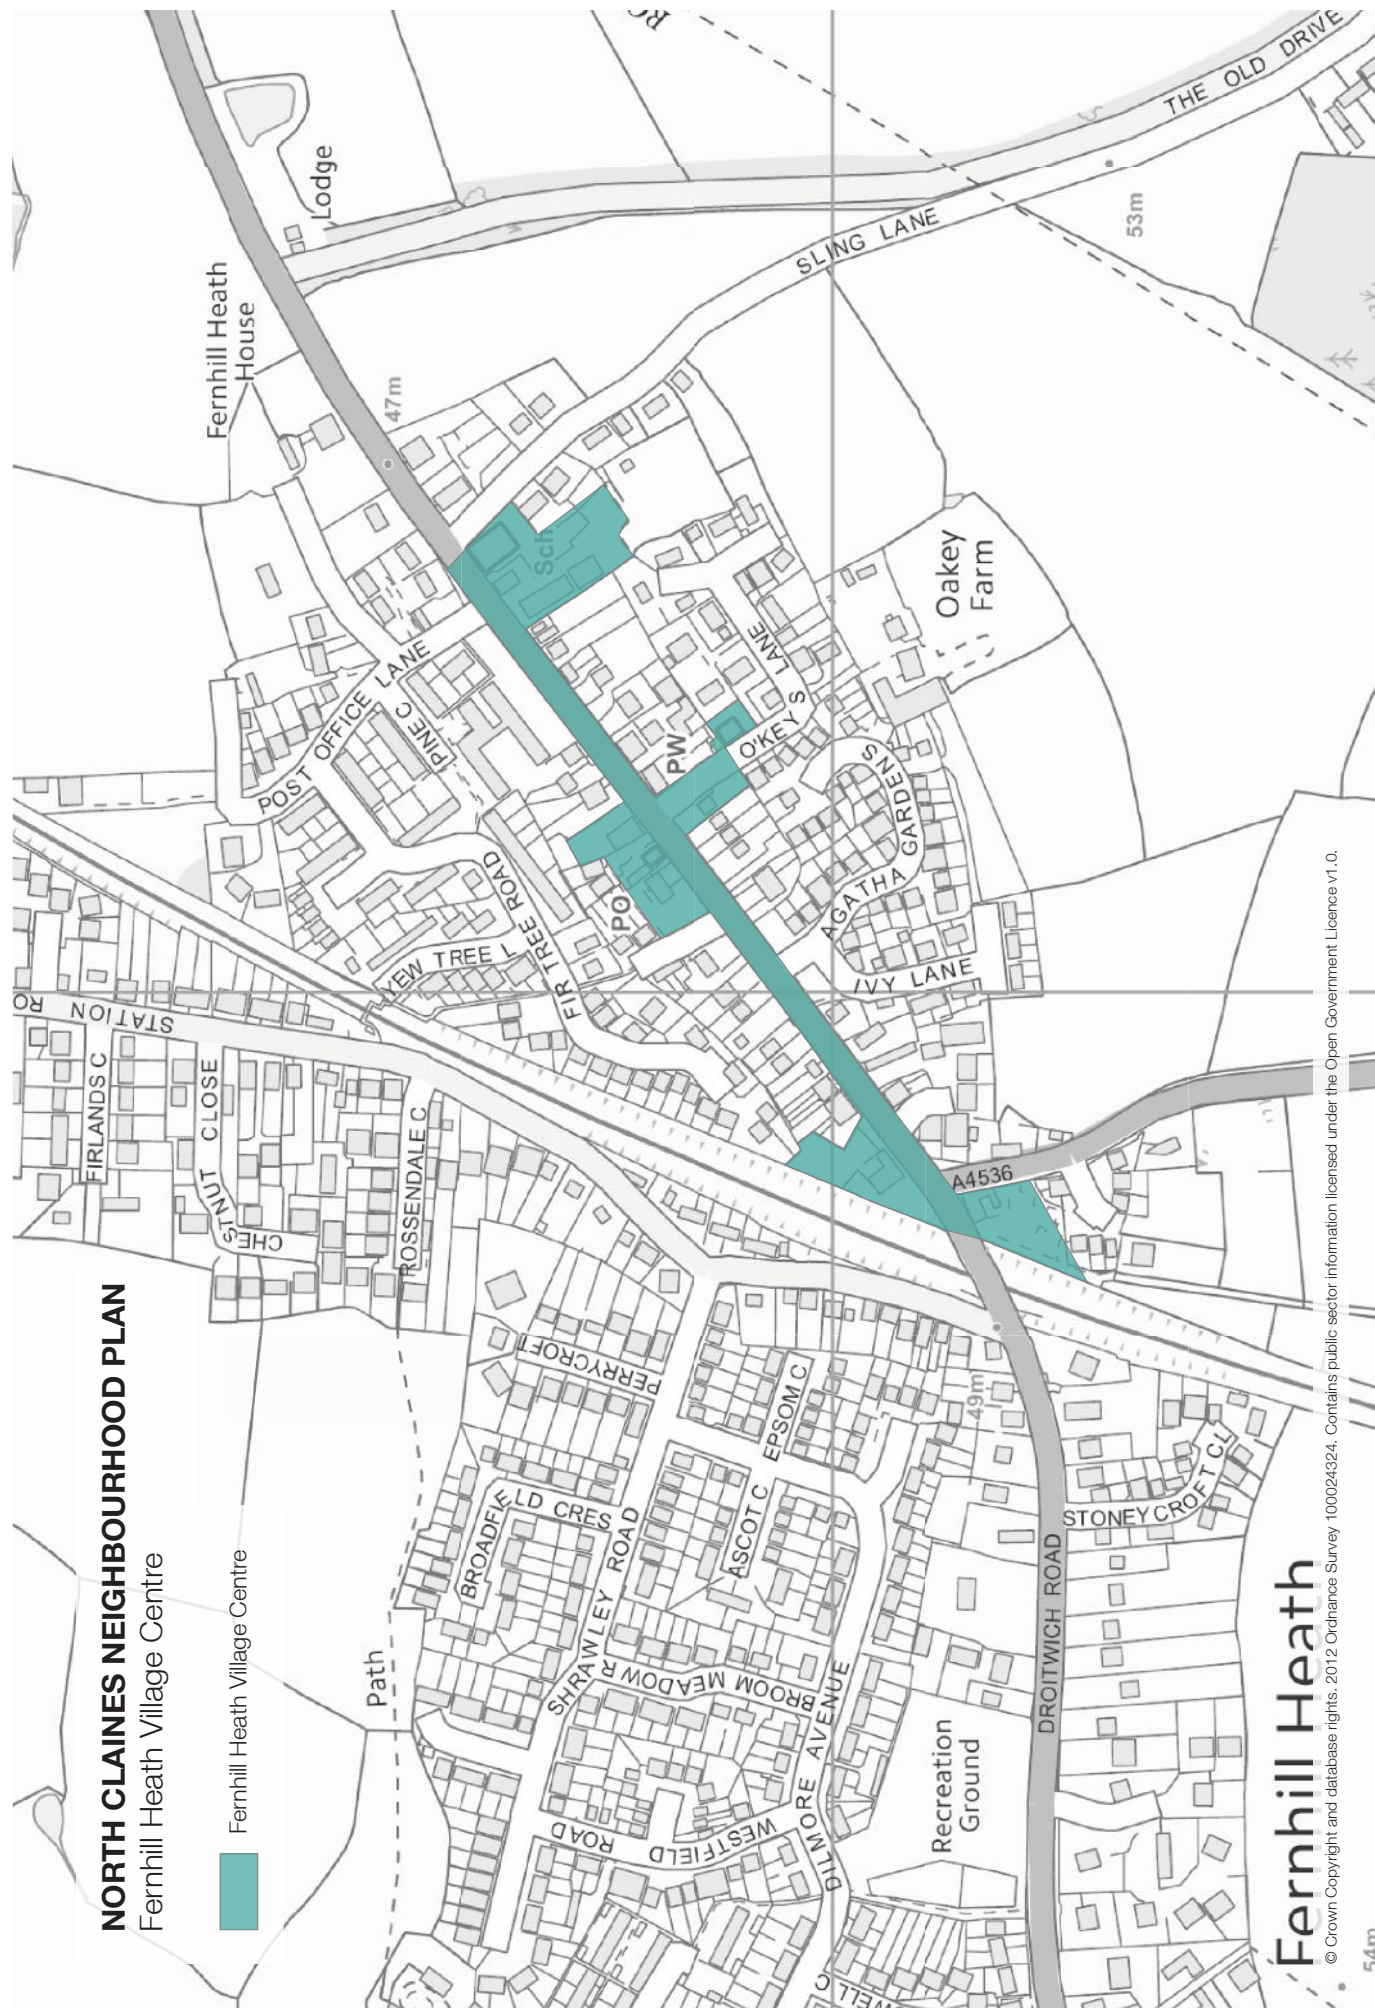 NORTH CLAINES NEIGHBOURHOOD PLAN
Fernhill Heath Village Centre
Fernhill Heath Village Centre
Lodge
Fernhill Heath
House
47m
THE OLD DRIVE
SLING LANE
53m
Sch
POST OFFICE LANE
PINE C
PW
O'KEYS LANE
Oakey
Farm
PO
AGATHA GARDENS
IVY LANE
FIR TREE ROAD
YEW TREE L
STATION RO
FIRLANDS C
CHESTNUT CLOSE
ROSSENDALE C
A4536
PERRYCROFT
EPSOM C
49m
ASCOT C
BROADFIELD CRES
SHRAWLEY ROAD
BROOM MEADOW R
DILMORE AVENUE
WESTFIELD ROAD
STONEYCROFT CL
DROITWICH ROAD
Path
Recreation
Ground
Fernhill Heath
54m
© Crown Copyright and database rights. 2012 Ordnance Survey 100024324. Contains public sector information licensed under the Open Government Licence v1.0.